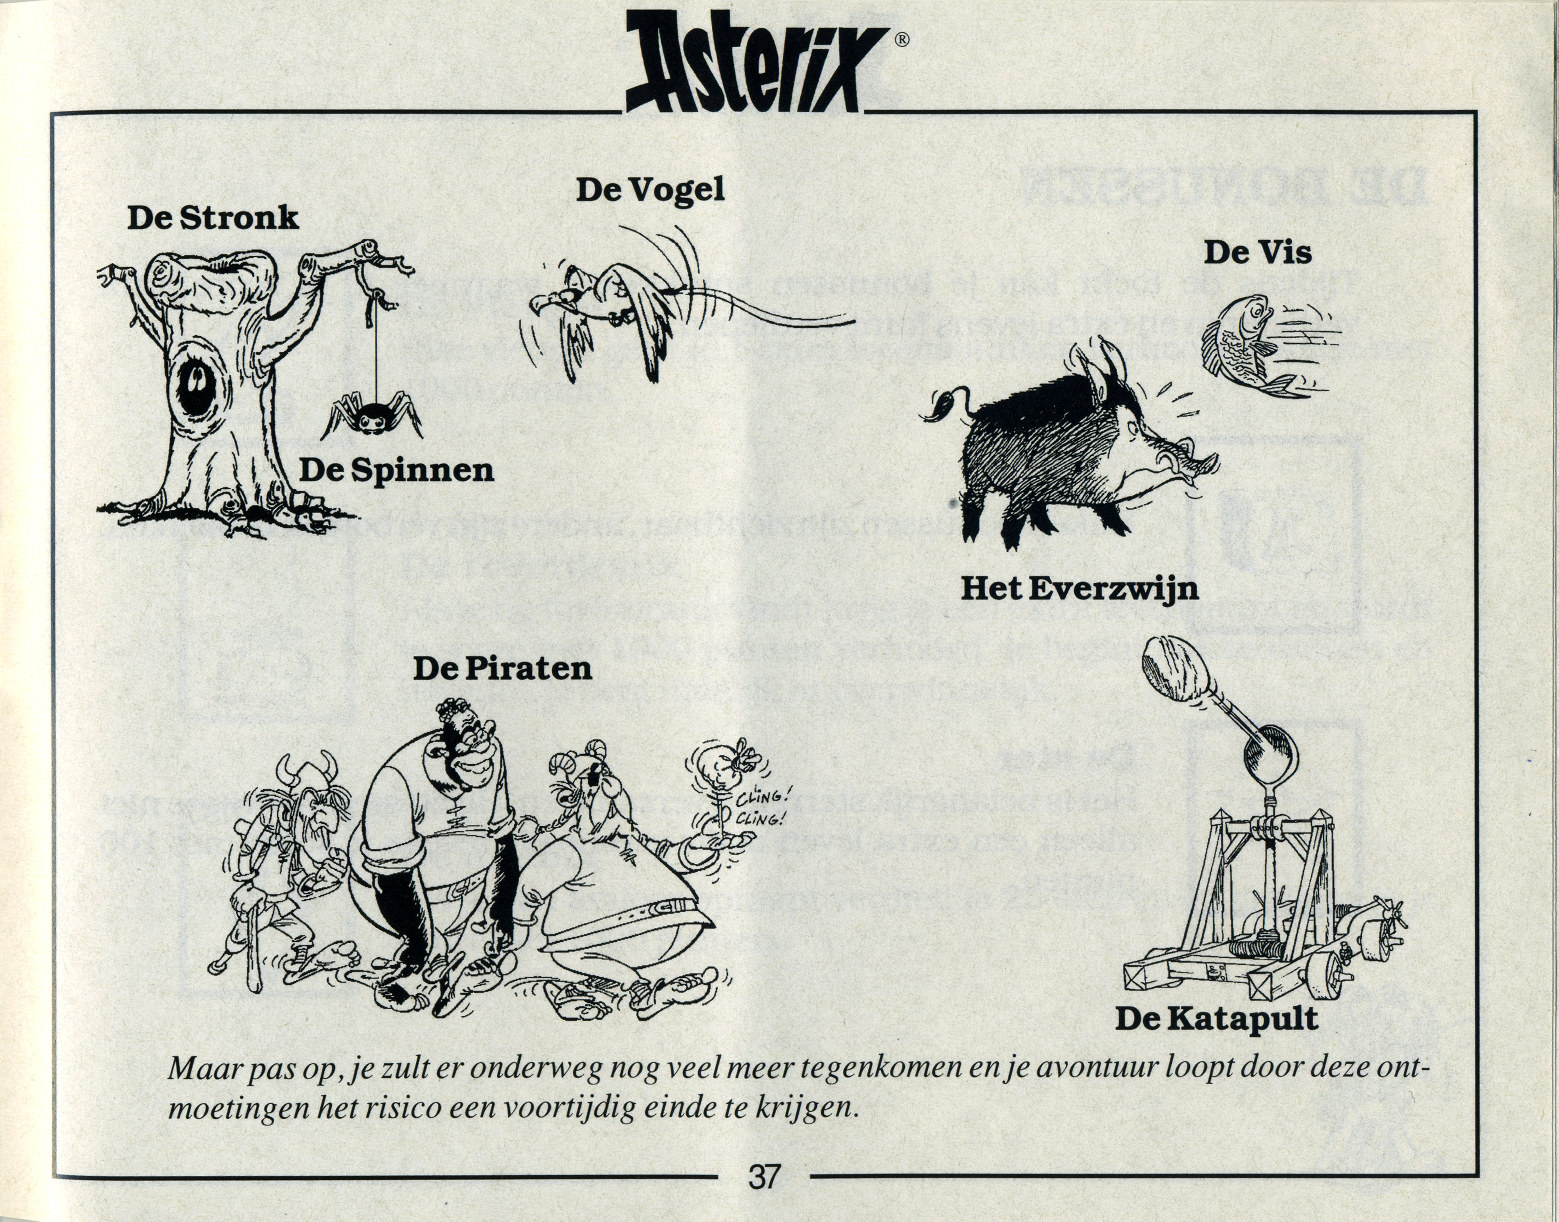 Asterix®
De Vogel
De Stronk
De Vis
De Spinnen
Het Everzwijn
De Piraten
CLING!
CLING!
De Katapult
Maar pas op, je zult er onderweg nog veel meer tegenkomen en je avontuur loopt door deze ont-
moetingen het risico een voortijdig einde te krijgen.
37